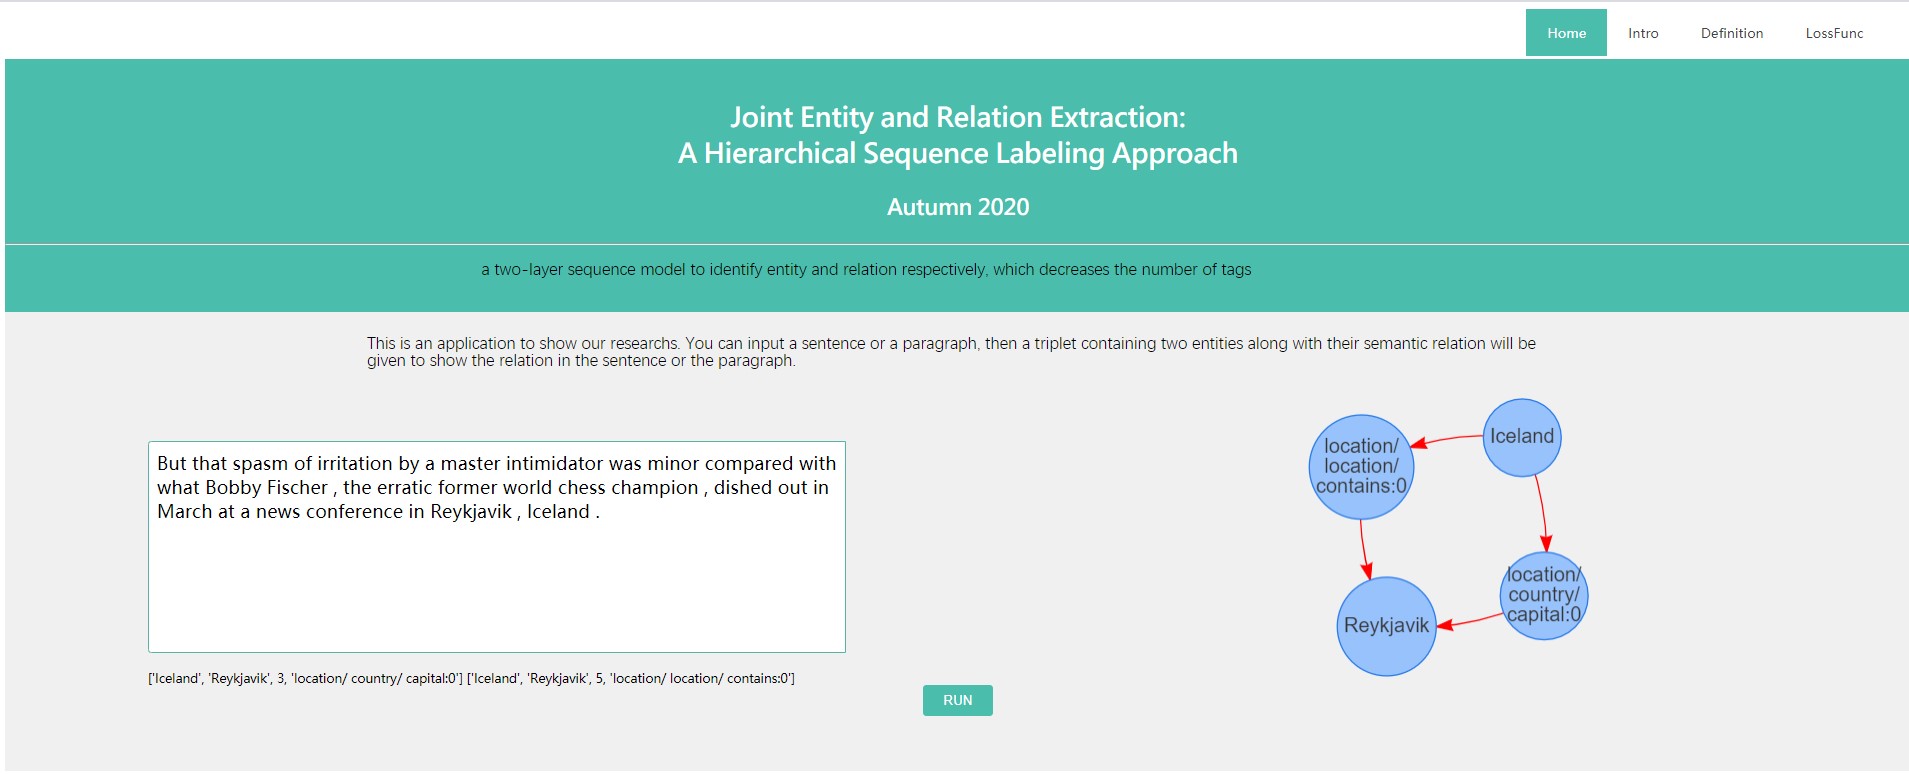 Home Intro Definition LossFunc
Joint Entity and Relation Extraction:
A Hierarchical Sequence Labeling Approach
Autumn 2020
a two-layer sequence model to identify entity and relation respectively, which decreases the number of tags
This is an application to show our researchs. You can input a sentence or a paragraph, then a triplet containing two entities along with their semantic relation will be
given to show the relation in the sentence or the paragraph.
But that spasm of irritation by a master intimidator was minor compared with
what Bobby Fischer , the erratic former world chess champion , dished out in
March at a news conference in Reykjavik , Iceland .
['Iceland', 'Reykjavik', 3, 'location/ country/ capital:0'] ['Iceland', 'Reykjavik', 5, 'location/ location/ contains:0']
RUN
Iceland
location/
location/
contains:0
location/
country/
capital:0
Reykjavik